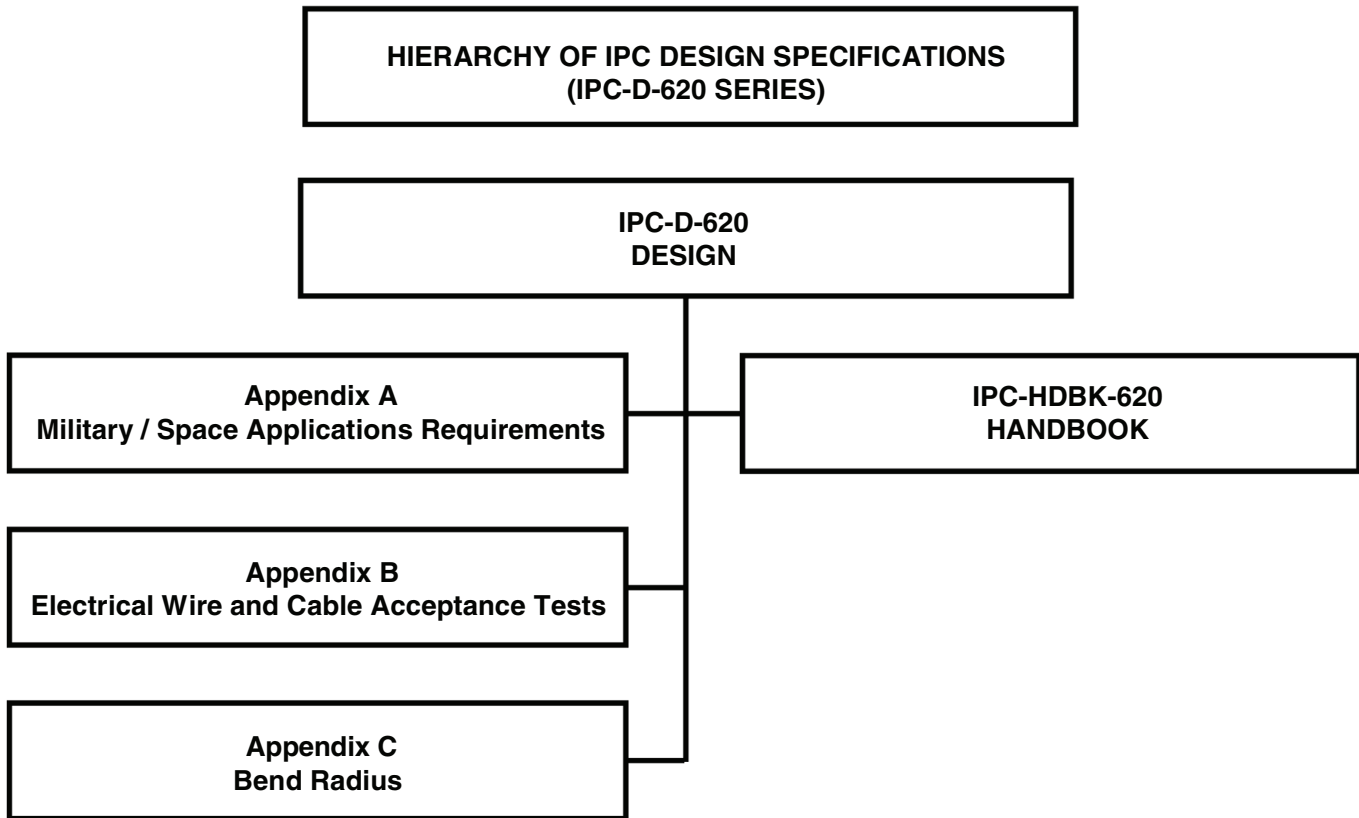 HIERARCHY OF IPC DESIGN SPECIFICATIONS
(IPC-D-620 SERIES)
IPC-D-620
DESIGN
Appendix A
Military / Space Applications Requirements
IPC-HDBK-620
HANDBOOK
Appendix B
Electrical Wire and Cable Acceptance Tests
Appendix C
Bend Radius